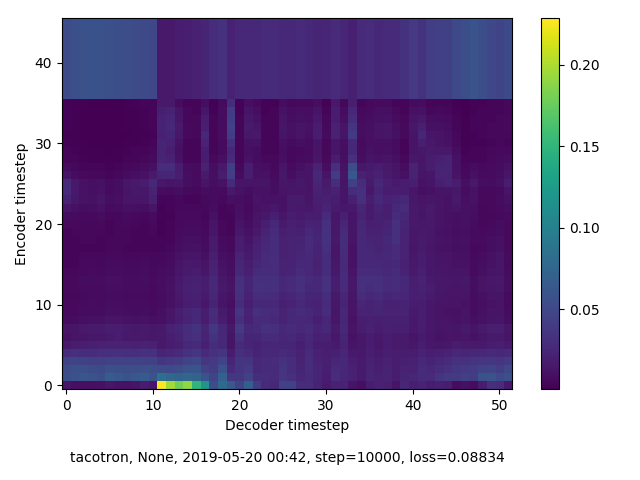 40
30
20
10
0
Encoder timestep
0 10 20 30 40 50
Decoder timestep
0.20
0.15
0.10
0.05
tacotron, None, 2019-05-20 00:42, step=10000, loss=0.08834